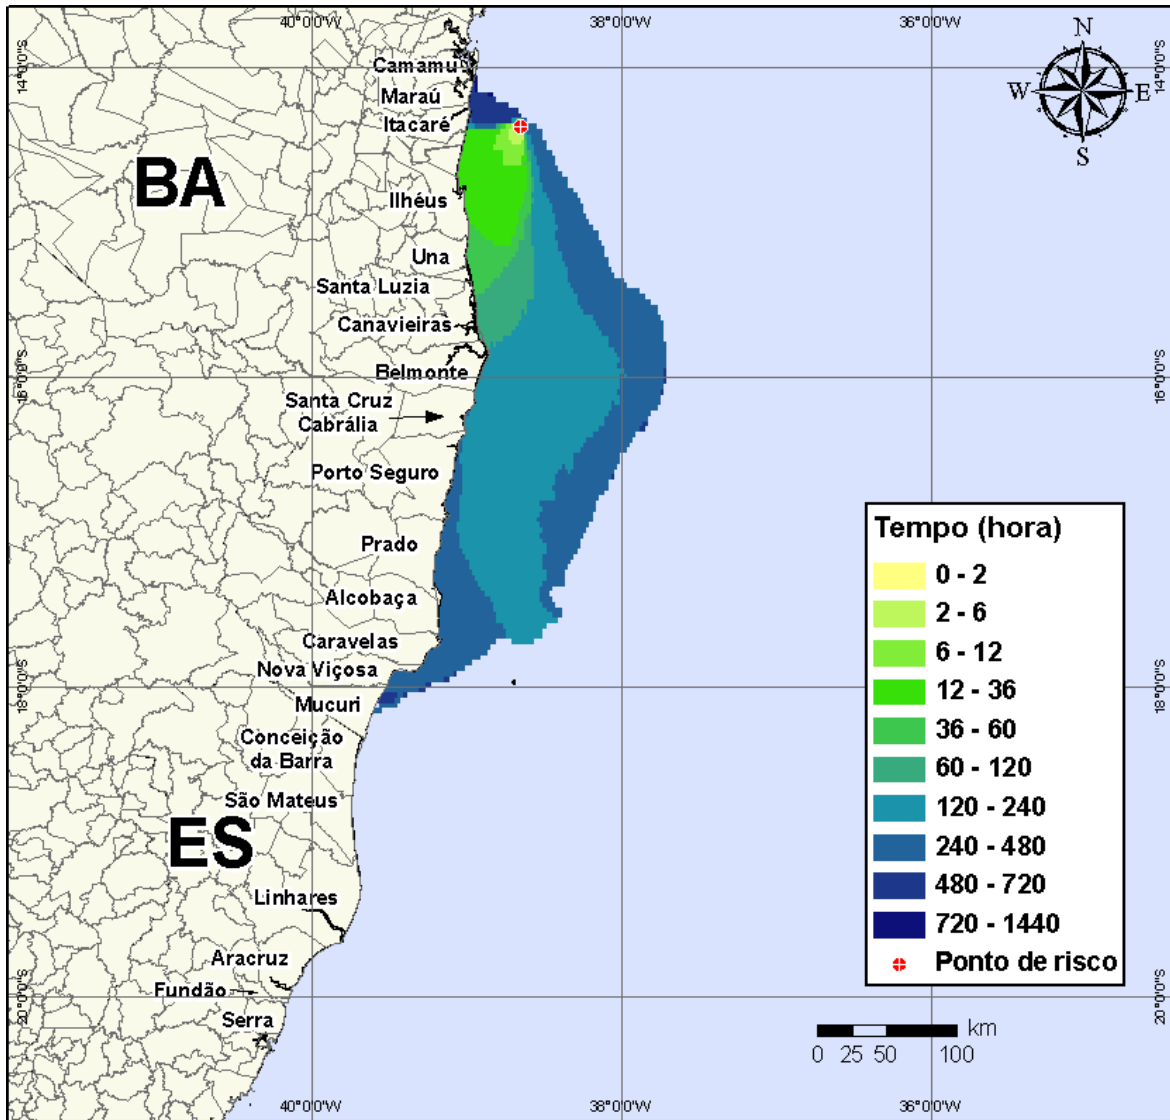 40°0'0"W
38°0'0"W
36°0'0"W
14°0'0"S
14°0'0"S
N
W
E
S
Camamu
Maraú
Itacaré
BA
Ilhéus
Una
Santa Luzia
Canavieiras
Belmonte
16°0'0"S
16°0'0"S
Santa Cruz
Cabrália
Porto Seguro
Prado
Alcobaça
Caravelas
Nova Viçosa
18°0'0"S
18°0'0"S
Mucuri
Conceição
da Barra
São Mateus
ES
Linhares
Aracruz
Fundão
20°0'0"S
20°0'0"S
Serra
Tempo (hora)
0 - 2
2 - 6
6 - 12
12 - 36
36 - 60
60 - 120
120 - 240
240 - 480
480 - 720
720 - 1440
Ponto de risco
km
0 25 50 100
40°0'0"W
38°0'0"W
36°0'0"W